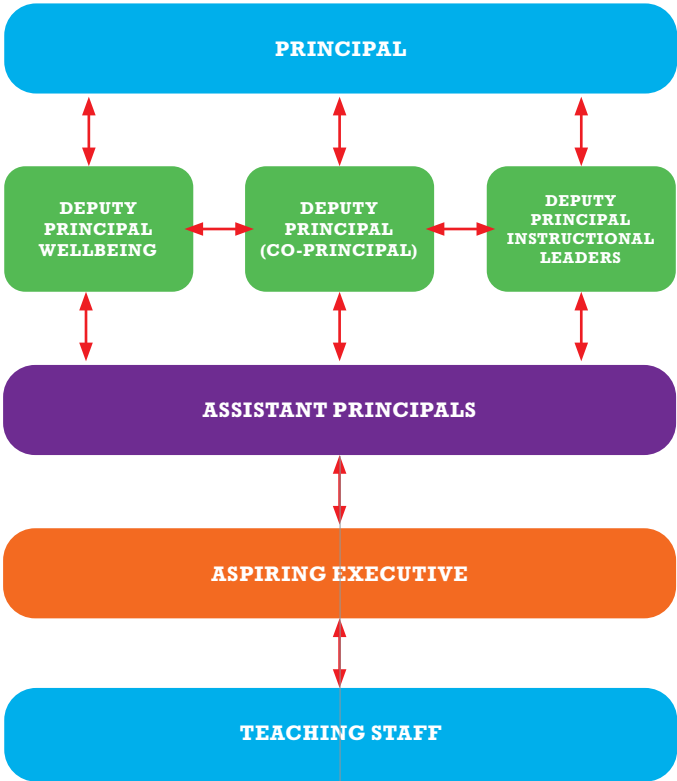 PRINCIPAL
DEPUTY
PRINCIPAL
WELLBEING
DEPUTY
PRINCIPAL
(CO-PRINCIPAL)
DEPUTY
PRINCIPAL
INSTRUCTIONAL
LEADERS
ASSISTANT PRINCIPALS
ASPIRING EXECUTIVE
TEACHING STAFF